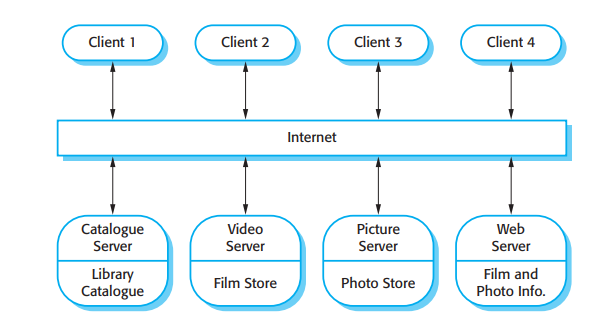 Client 1
Client 2
Client 3
Client 4
Internet
Catalogue
Server
Library
Catalogue
Video
Server
Film Store
Picture
Server
Photo Store
Web
Server
Film and
Photo Info.